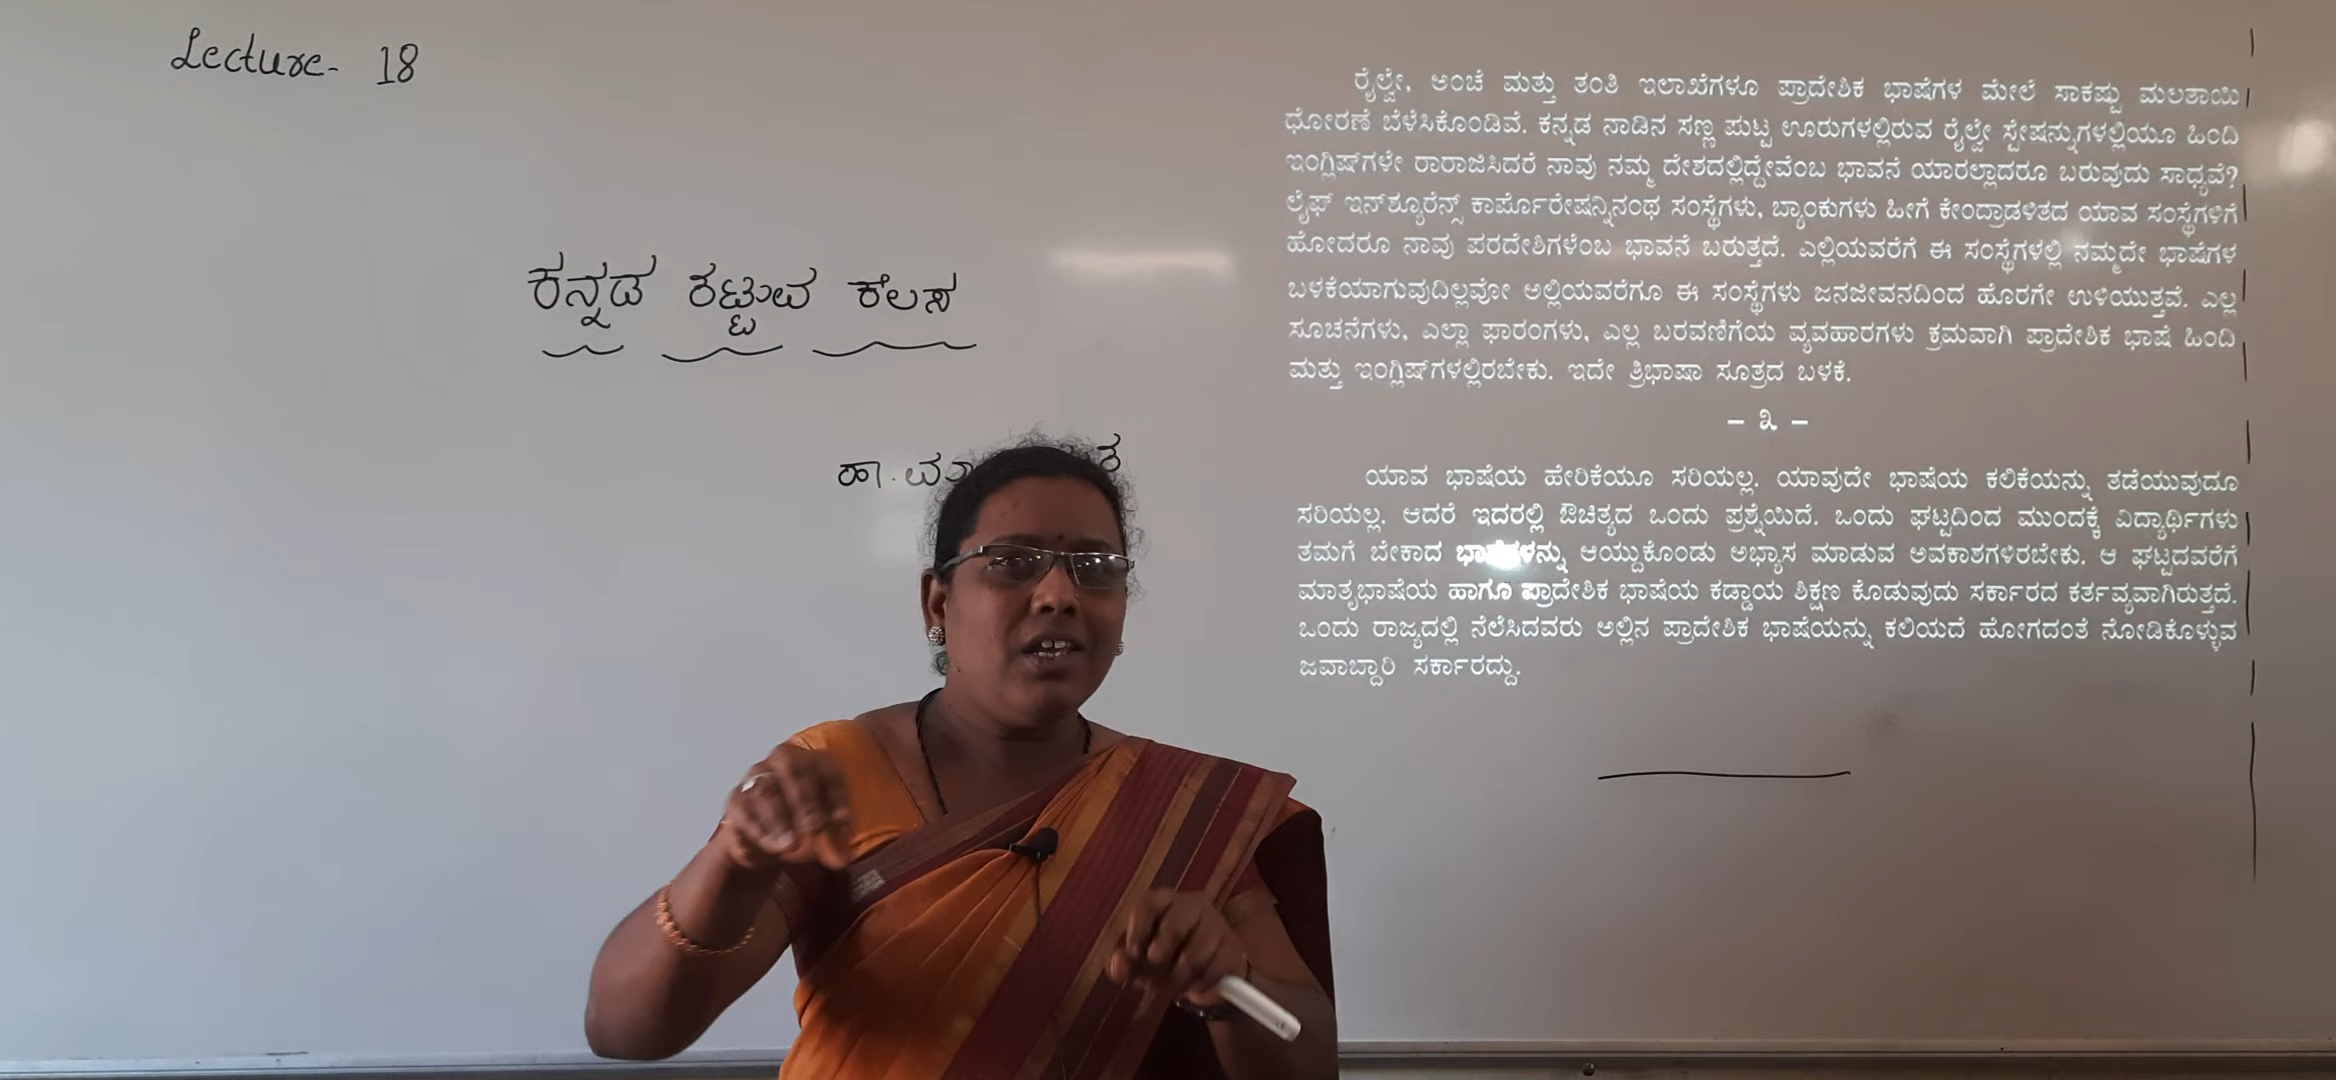 Lecture- 18
ಕನ್ನಡ ಕಟ್ಟುವ ಕೆಲಸ
ಹಾ. ಮಾ.
ರೈಲ್ವೇ, ಅಂಚೆ ಮತ್ತು ತಂತಿ ಇಲಾಖೆಗಳೂ ಪ್ರಾದೇಶಿಕ ಭಾಷೆಗಳ ಮೇಲೆ ಸಾಕಷ್ಟು ಮಲತಾಯಿ
ಧೋರಣೆ ಬೆಳೆಸಿಕೊಂಡಿವೆ. ಕನ್ನಡ ನಾಡಿನ ಸಣ್ಣ ಪುಟ್ಟ ಊರುಗಳಲ್ಲಿರುವ ರೈಲ್ವೇ ಸ್ಟೇಷನ್ನುಗಳಲ್ಲಿಯೂ ಹಿಂದಿ
ಇಂಗ್ಲಿಷ್‌ಗಳೇ ರಾರಾಜಿಸಿದರೆ ನಾವು ನಮ್ಮ ದೇಶದಲ್ಲಿದ್ದೇವೆಂಬ ಭಾವನೆ ಯಾರಲ್ಲಾದರೂ ಬರುವುದು ಸಾಧ್ಯವೆ?
ಲೈಫ್ ಇನ್‌ಶ್ಯೂರೆನ್ಸ್ ಕಾರ್ಪೊರೇಷನ್ನಿನಂಥ ಸಂಸ್ಥೆಗಳು, ಬ್ಯಾಂಕುಗಳು ಹೀಗೆ ಕೇಂದ್ರಾಡಳಿತದ ಯಾವ ಸಂಸ್ಥೆಗಳಿಗೆ
ಹೋದರೂ ನಾವು ಪರದೇಶಿಗಳೆಂಬ ಭಾವನೆ ಬರುತ್ತದೆ. ಎಲ್ಲಿಯವರೆಗೆ ಈ ಸಂಸ್ಥೆಗಳಲ್ಲಿ ನಮ್ಮದೇ ಭಾಷೆಗಳ
ಬಳಕೆಯಾಗುವುದಿಲ್ಲವೋ ಅಲ್ಲಿಯವರೆಗೂ ಈ ಸಂಸ್ಥೆಗಳು ಜನಜೀವನದಿಂದ ಹೊರಗೇ ಉಳಿಯುತ್ತವೆ. ಎಲ್ಲ
ಸೂಚನೆಗಳು, ಎಲ್ಲಾ ಫಾರಂಗಳು, ಎಲ್ಲ ಬರವಣಿಗೆಯ ವ್ಯವಹಾರಗಳು ಕ್ರಮವಾಗಿ ಪ್ರಾದೇಶಿಕ ಭಾಷೆ ಹಿಂದಿ
ಮತ್ತು ಇಂಗ್ಲಿಷ್‌ಗಳಲ್ಲಿರಬೇಕು. ಇದೇ ತ್ರಿಭಾಷಾ ಸೂತ್ರದ ಬಳಕೆ.
– ೩ –
ಯಾವ ಭಾಷೆಯ ಹೇರಿಕೆಯೂ ಸರಿಯಲ್ಲ. ಯಾವುದೇ ಭಾಷೆಯ ಕಲಿಕೆಯನ್ನು ತಡೆಯುವುದೂ
ಸರಿಯಲ್ಲ. ಆದರೆ ಇದರಲ್ಲಿ ಔಚಿತ್ಯದ ಒಂದು ಪ್ರಶ್ನೆಯಿದೆ. ಒಂದು ಘಟ್ಟದಿಂದ ಮುಂದಕ್ಕೆ ವಿದ್ಯಾರ್ಥಿಗಳು
ತಮಗೆ ಬೇಕಾದ ಭಾಷೆಗಳನ್ನು ಆಯ್ದುಕೊಂಡು ಅಭ್ಯಾಸ ಮಾಡುವ ಅವಕಾಶಗಳಿರಬೇಕು. ಆ ಘಟ್ಟದವರೆಗೆ
ಮಾತೃಭಾಷೆಯ ಹಾಗೂ ಪ್ರಾದೇಶಿಕ ಭಾಷೆಯ ಕಡ್ಡಾಯ ಶಿಕ್ಷಣ ಕೊಡುವುದು ಸರ್ಕಾರದ ಕರ್ತವ್ಯವಾಗಿರುತ್ತದೆ.
ಒಂದು ರಾಜ್ಯದಲ್ಲಿ ನೆಲೆಸಿದವರು ಅಲ್ಲಿನ ಪ್ರಾದೇಶಿಕ ಭಾಷೆಯನ್ನು ಕಲಿಯದೆ ಹೋಗದಂತೆ ನೋಡಿಕೊಳ್ಳುವ
ಜವಾಬ್ದಾರಿ ಸರ್ಕಾರದ್ದು.